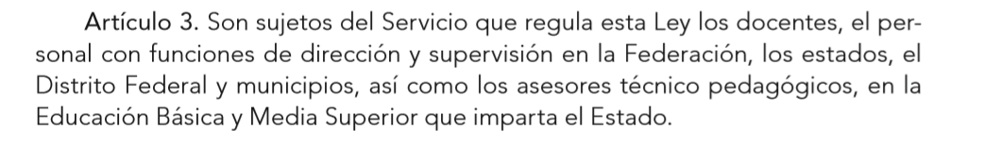 Artículo 3. Son sujetos del Servicio que regula esta Ley los docentes, el per-
sonal con funciones de dirección y supervisión en la Federación, los estados, el
Distrito Federal y municipios, así como los asesores técnico pedagógicos, en la
Educación Básica y Media Superior que imparta el Estado.